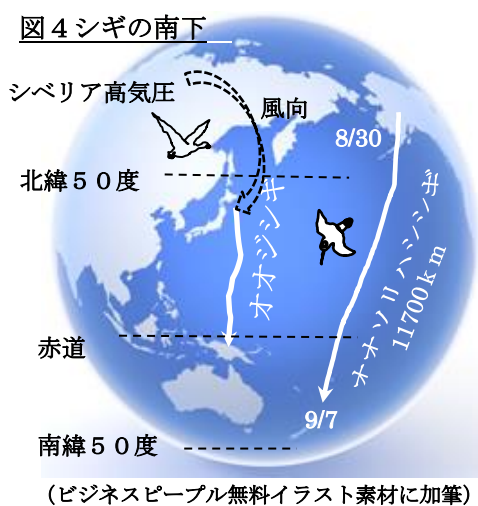 図４シギの南下
シベリア高気圧
風向
8/30
北緯５０度
オオジシギ
オオソリハシシギ
11700ｋｍ
赤道
9/7
南緯５０度
（ビジネスピープル無料イラスト素材に加筆）